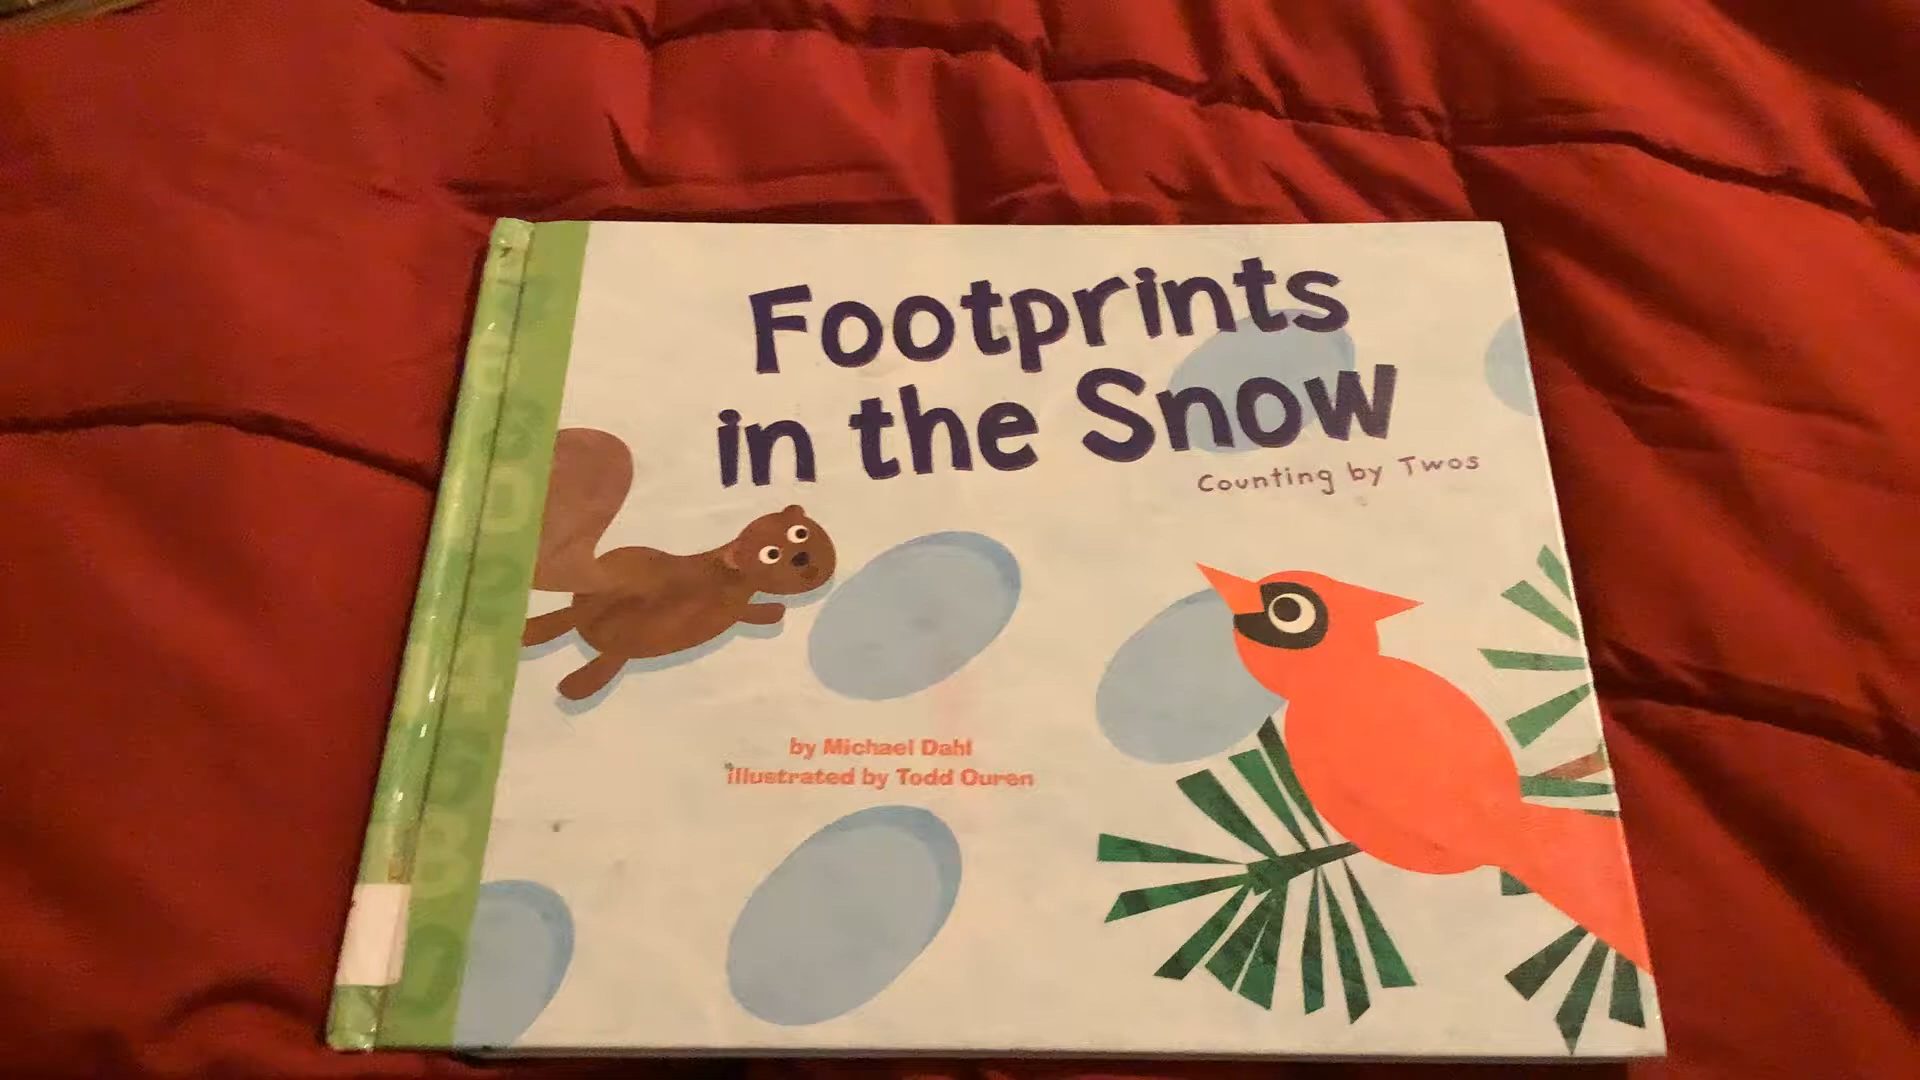 Footprints
in the Snow
Counting by Twos
by Michael Dahl
illustrated by Todd Ouren